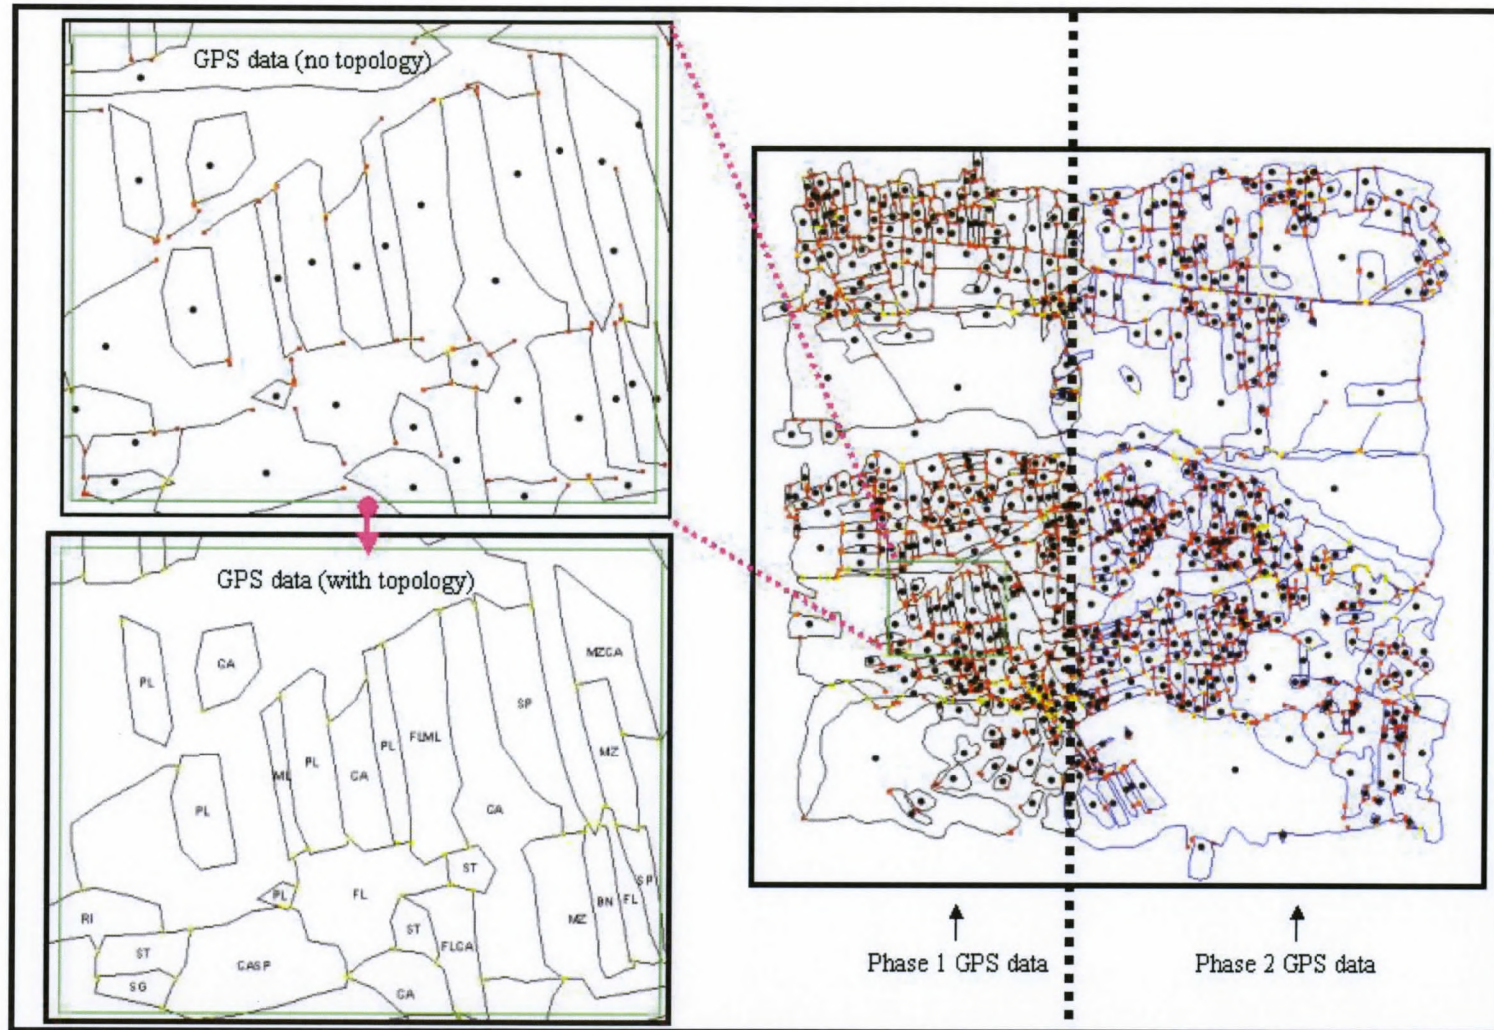 GPS data (no topology)
GPS data (with topology)
MZCA
CA
PL
SP
PL
FLML
PL
MZ
CA
ML
PL
CA
ST
SP
PL
FL
BN
FL
RI
MZ
ST
ST
FLCA
CASP
SG
CA
Phase 1 GPS data
Phase 2 GPS data